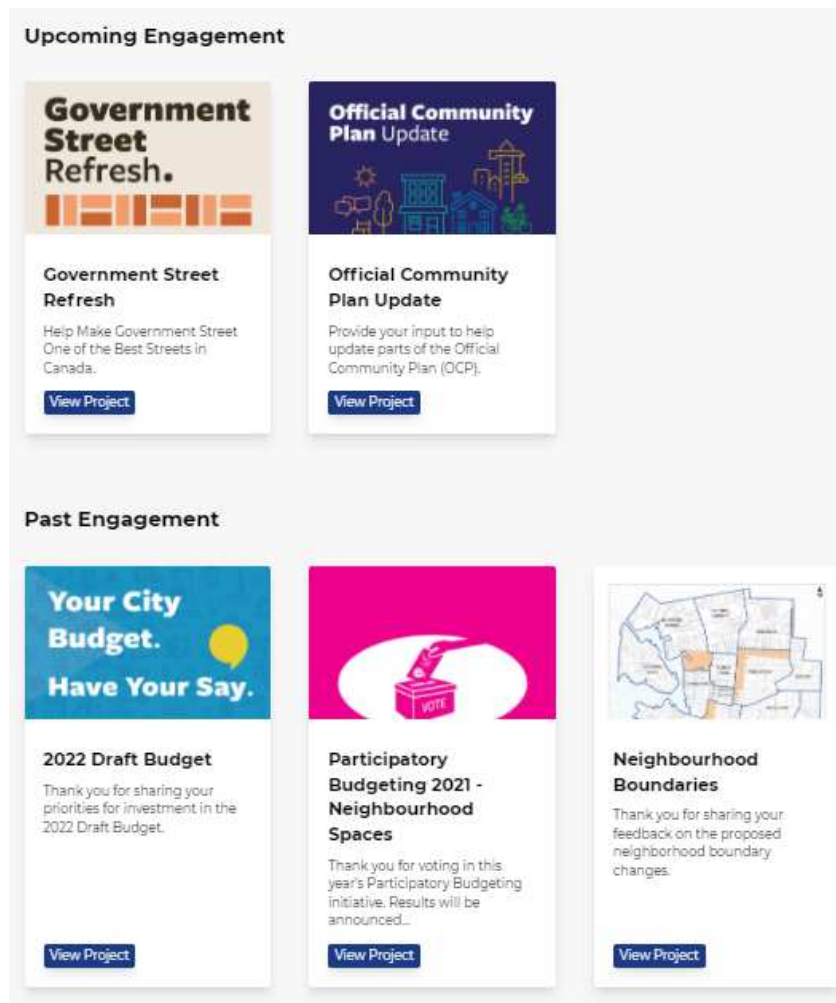 Upcoming Engagement
Government
Street
Refresh.
Official Community
Plan Update
Government Street
Refresh
Help Make Government Street
One of the Best Streets in
Canada.
View Project
Official Community
Plan Update
Provide your input to help
update parts of the Official
Community Plan (OCP).
View Project
Past Engagement
Your City
Budget.
Have Your Say.
VOTE
2022 Draft Budget
Thank you for sharing your
priorities for investment in the
2022 Draft Budget.
View Project
Participatory
Budgeting 2021 -
Neighbourhood
Spaces
Thank you for voting in this
year's Participatory Budgeting
initiative. Results will be
announced...
View Project
Neighbourhood
Boundaries
Thank you for sharing your
feedback on the proposed
neighborhood boundary
changes.
View Project